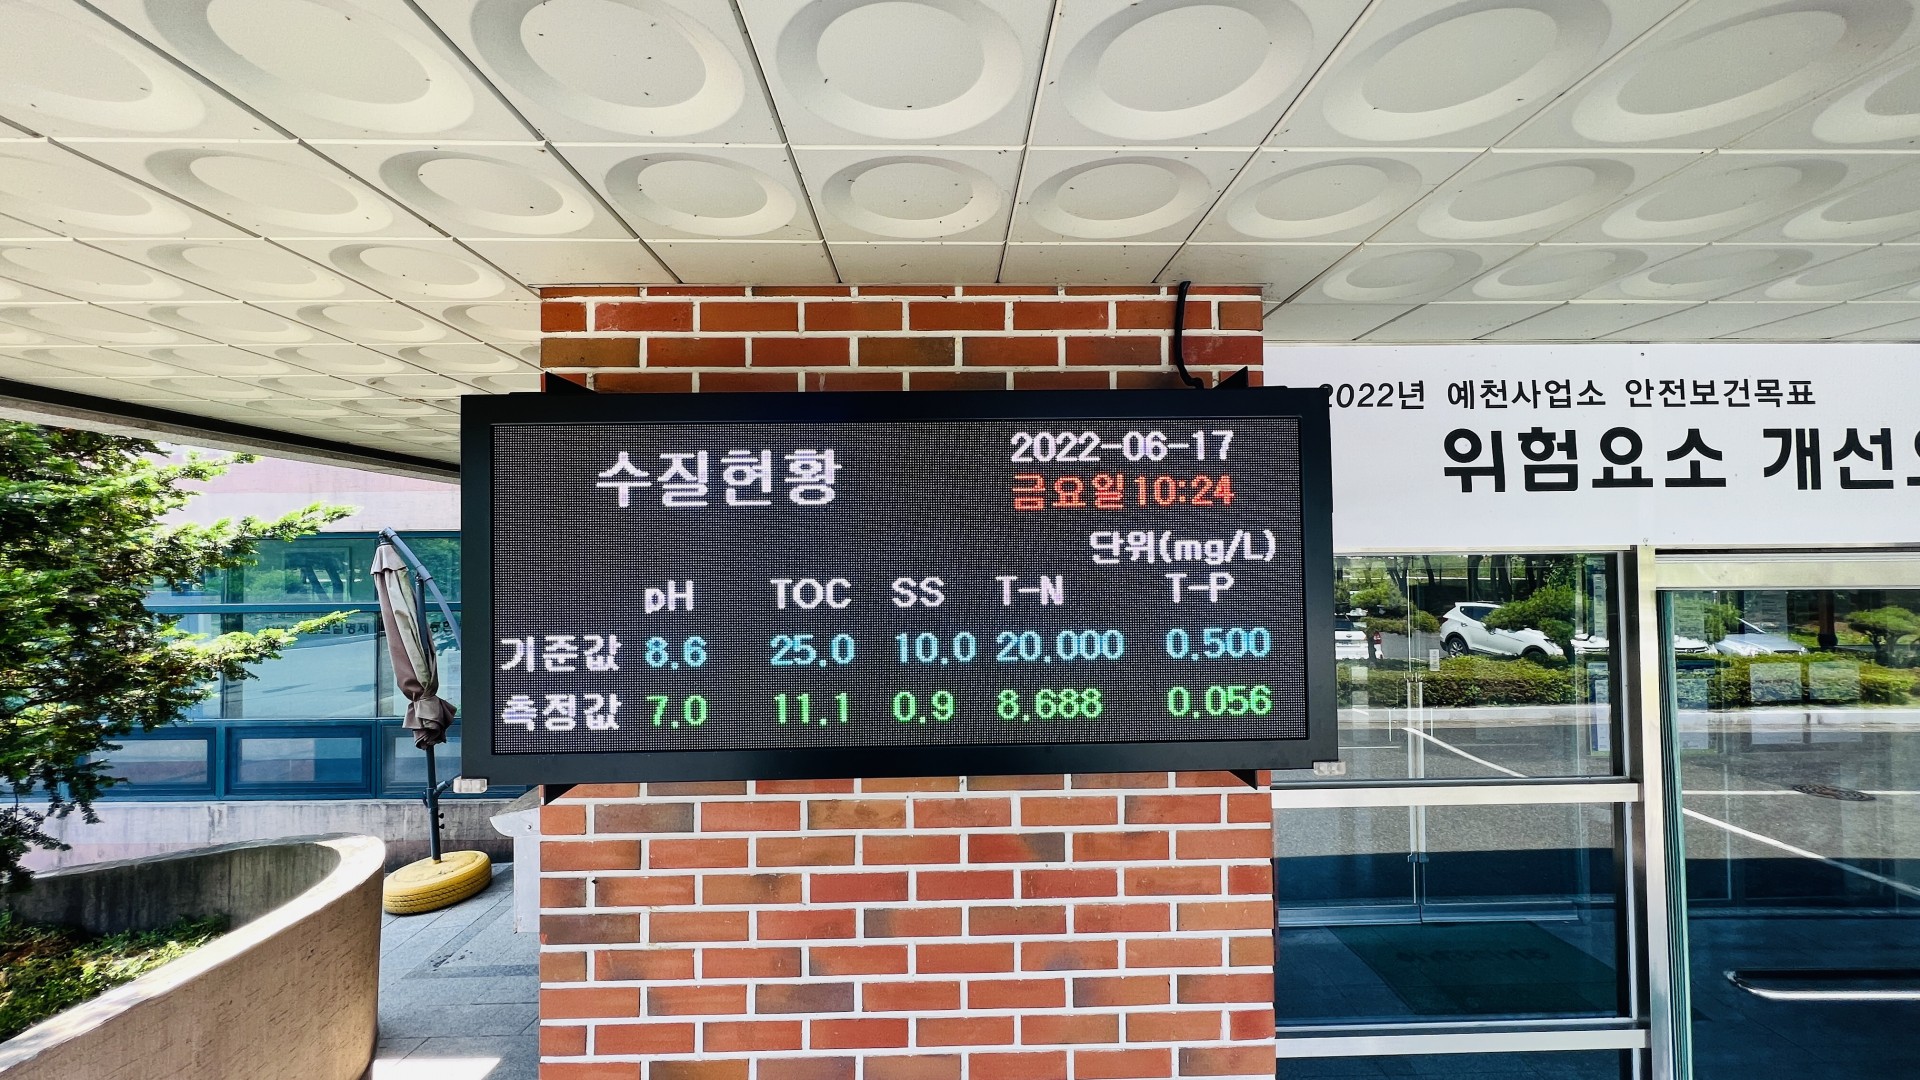 수질현황
2022-06-17
금요일 10:24
단위(mg/L)
pH TOC SS T-N T-P
기준값 8.6 25.0 10.0 20.000 0.500
측정값 7.0 11.1 0.9 8.688 0.056
2022년 예천사업소 안전보건목표
위험요소 개선